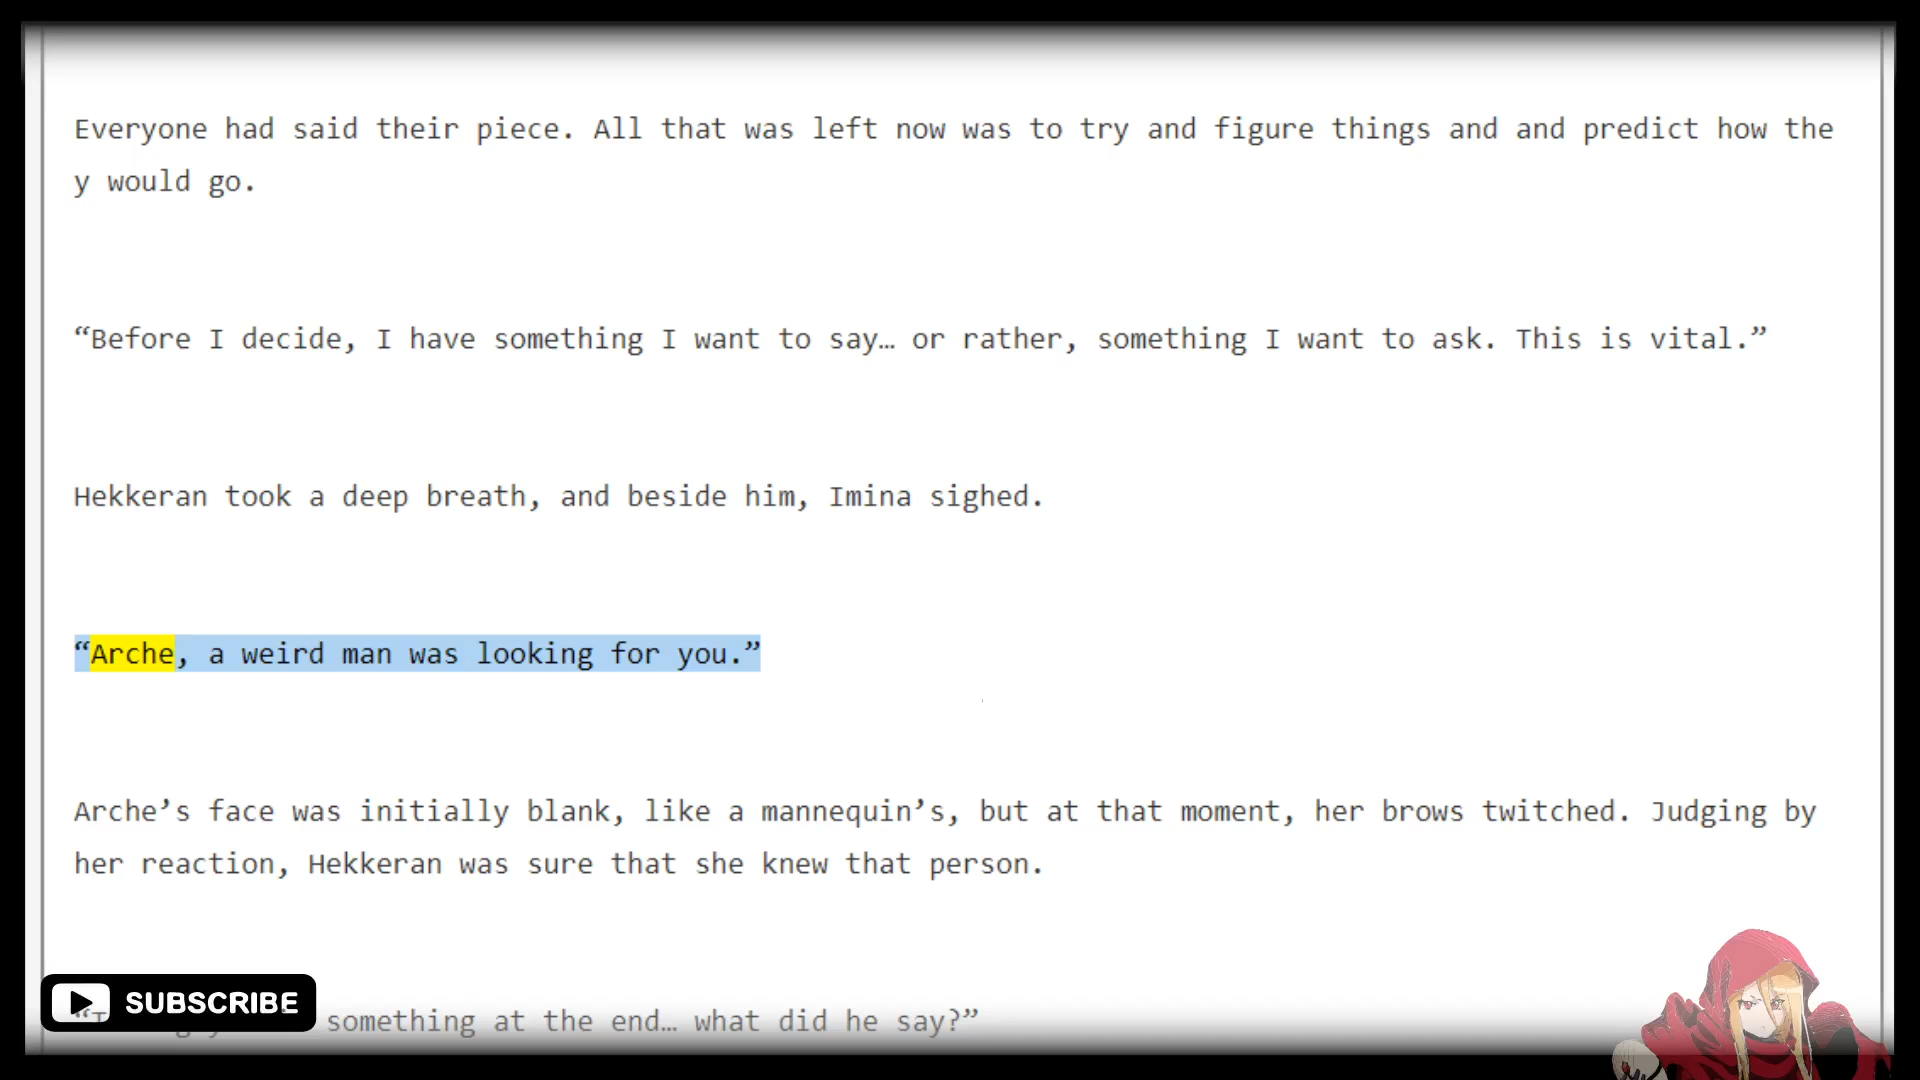 Everyone had said their piece. All that was left now was to try and figure things and and predict how the
y would go.
“Before I decide, I have something I want to say… or rather, something I want to ask. This is vital.”
Hekkeran took a deep breath, and beside him, Imina sighed.
“Arche, a weird man was looking for you.”
Arche’s face was initially blank, like a mannequin’s, but at that moment, her brows twitched. Judging by
her reaction, Hekkeran was sure that she knew that person.
SUBSCRIBE
something at the end… what did he say?”